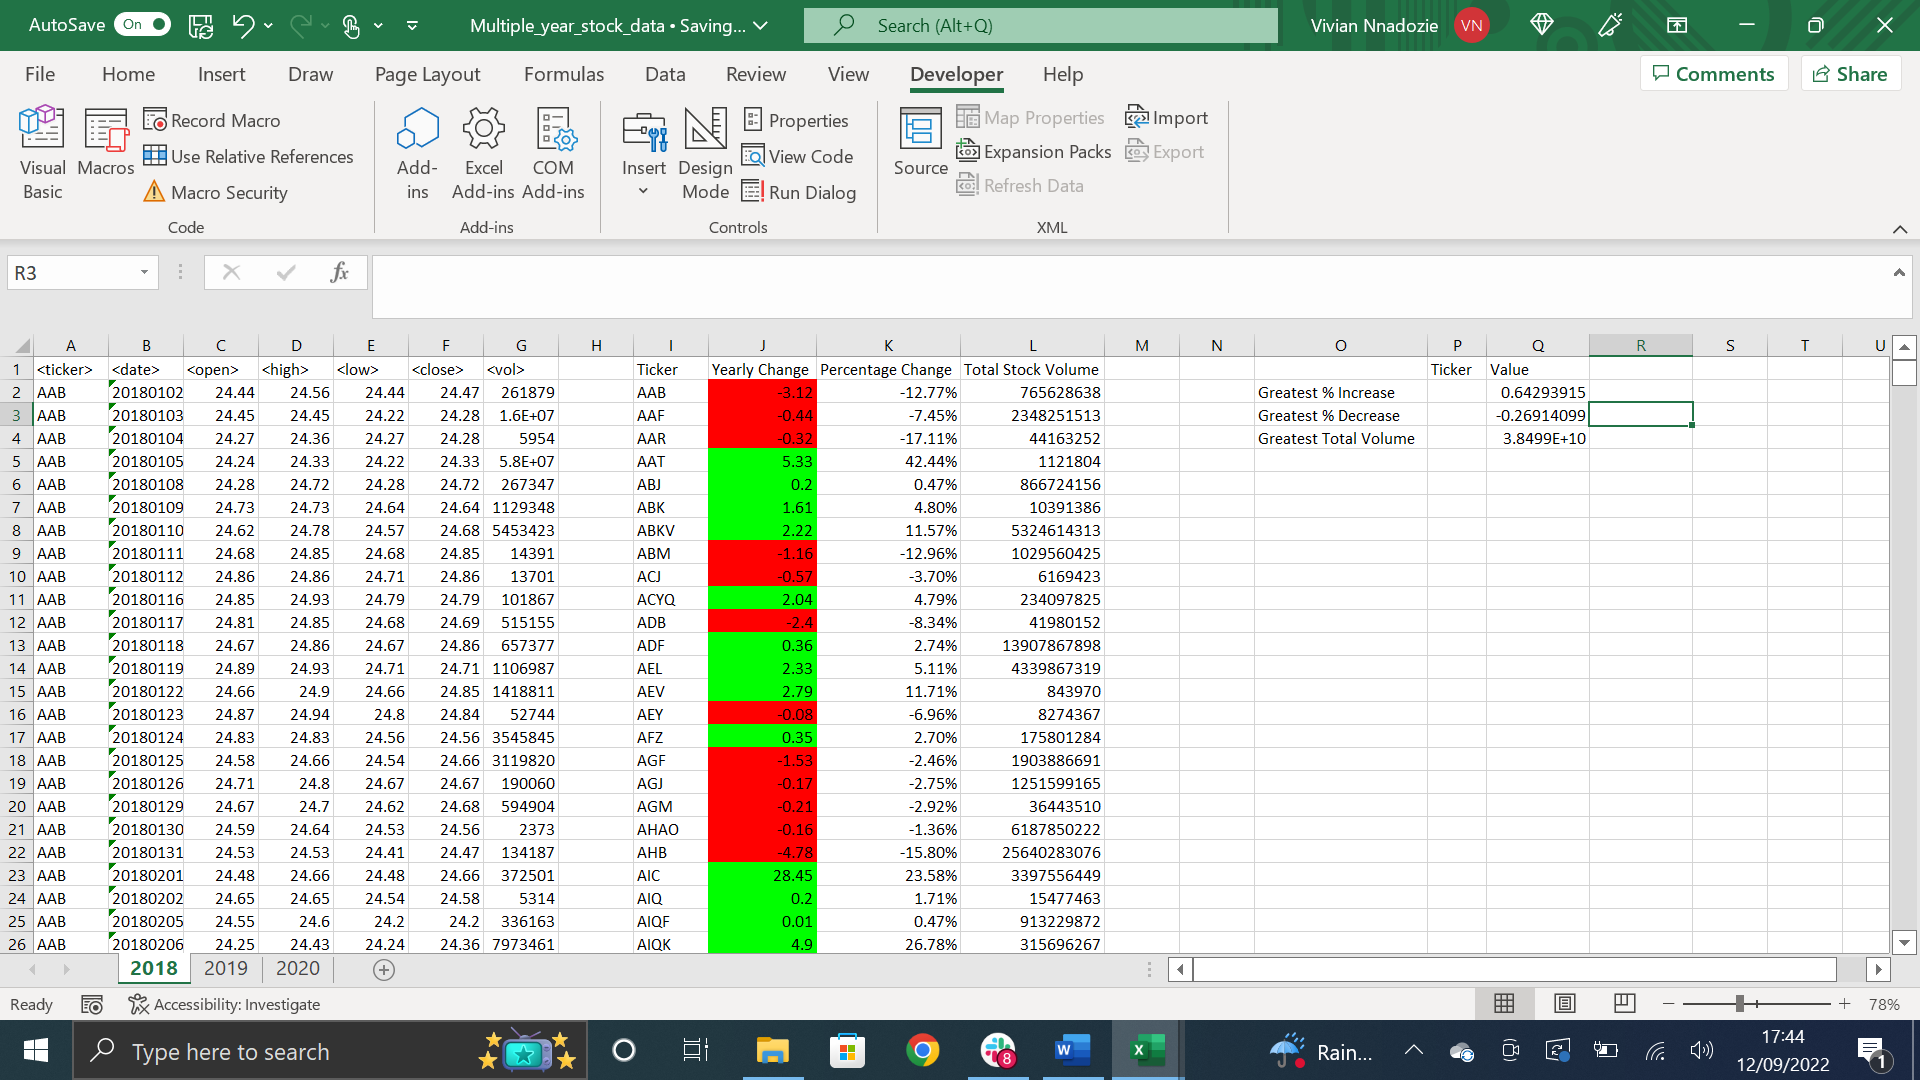 AutoSave On Multiple_year_stock_data • Saving... Search (Alt+Q) Vivian Nnadozie VN
File Home Insert Draw Page Layout Formulas Data Review View Developer Help Comments Share
Visual Basic
Macros
Record Macro
Use Relative References
Macro Security
Code
Add-ins
Excel Add-ins
COM Add-ins
Add-ins
Insert
Design Mode
Properties
View Code
Run Dialog
Controls
Source
Map Properties
Expansion Packs
Refresh Data
Import
Export
XML
R3 fx
A B C D E F G H I J K L M N O P Q R S T U
1 <ticker> <date> <open> <high> <low> <close> <vol> Ticker Yearly Change Percentage Change Total Stock Volume Ticker Value
2 AAB 20180102 24.44 24.56 24.44 24.47 261879 AAB -3.12 -12.77% 765628638 Greatest % Increase 0.64293915
3 AAB 20180103 24.45 24.45 24.22 24.28 1.6E+07 AAF -0.44 -7.45% 2348251513 Greatest % Decrease -0.26914099
4 AAB 20180104 24.27 24.36 24.27 24.28 5954 AAR -0.32 -17.11% 44163252 Greatest Total Volume 3.8499E+10
5 AAB 20180105 24.24 24.33 24.22 24.33 5.8E+07 AAT 5.33 42.44% 1121804
6 AAB 20180108 24.28 24.72 24.28 24.72 267347 ABJ 0.2 0.47% 866724156
7 AAB 20180109 24.73 24.73 24.64 24.64 1129348 ABK 1.61 4.80% 10391386
8 AAB 20180110 24.62 24.78 24.57 24.68 5453423 ABKV 2.22 11.57% 5324614313
9 AAB 20180111 24.68 24.85 24.68 24.85 14391 ABM -1.16 -12.96% 1029560425
10 AAB 20180112 24.86 24.86 24.71 24.86 13701 ACJ -0.57 -3.70% 6169423
11 AAB 20180116 24.85 24.93 24.79 24.79 101867 ACYQ 2.04 4.79% 234097825
12 AAB 20180117 24.81 24.85 24.68 24.69 515155 ADB -2.4 -8.34% 41980152
13 AAB 20180118 24.67 24.86 24.67 24.86 657377 ADF 0.36 2.74% 13907867898
14 AAB 20180119 24.89 24.93 24.71 24.71 1106987 AEL 2.33 5.11% 4339867319
15 AAB 20180122 24.66 24.9 24.66 24.85 1418811 AEV 2.79 11.71% 843970
16 AAB 20180123 24.87 24.94 24.8 24.84 52744 AEY -0.08 -6.96% 8274367
17 AAB 20180124 24.83 24.83 24.56 24.56 3545845 AFZ 0.35 2.70% 175801284
18 AAB 20180125 24.58 24.66 24.54 24.66 3119820 AGF -1.53 -2.46% 1903886691
19 AAB 20180126 24.71 24.8 24.67 24.67 190060 AGJ -0.17 -2.75% 1251599165
20 AAB 20180129 24.67 24.7 24.62 24.68 594904 AGM -0.21 -2.92% 36443510
21 AAB 20180130 24.59 24.64 24.53 24.56 2373 AHAO -0.16 -1.36% 6187850222
22 AAB 20180131 24.53 24.53 24.41 24.47 134187 AHB -4.78 -15.80% 25640283076
23 AAB 20180201 24.48 24.66 24.48 24.66 372501 AIC 28.45 23.58% 3397556449
24 AAB 20180202 24.65 24.65 24.54 24.58 5314 AIQ 0.2 1.71% 15477463
25 AAB 20180205 24.55 24.6 24.2 24.2 336163 AIQF 0.01 0.47% 913229872
26 AAB 20180206 24.25 24.43 24.24 24.36 7973461 AIQK 4.9 26.78% 315696267
2018 2019 2020
Ready Accessibility: Investigate 78%
Type here to search 8 W X Rain... 17:44
12/09/2022 1